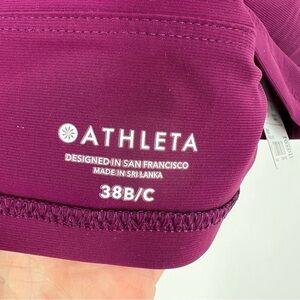 ATHLETA
DESIGNED IN SAN FRANCISCO
MADE IN SRI LANKA
38B/C